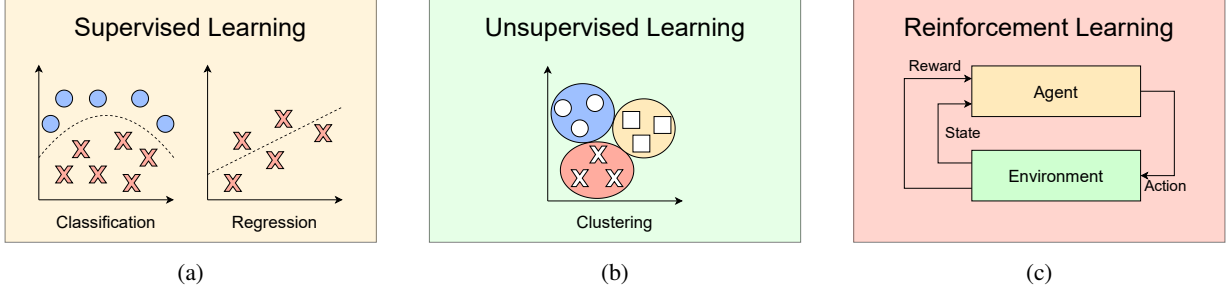 Supervised Learning
Classification
Regression
(a)
Unsupervised Learning
Clustering
(b)
Reinforcement Learning
Reward
Agent
State
Environment
Action
(c)